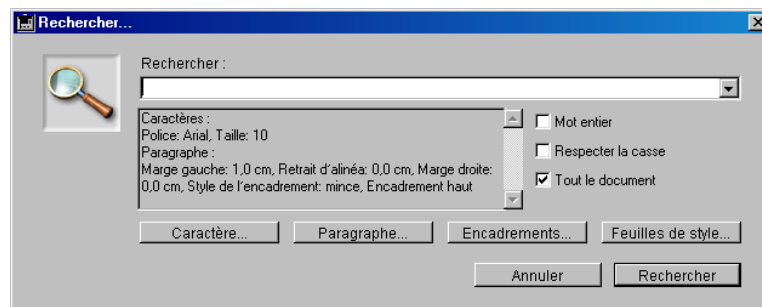 Rechercher...
Rechercher :
Caractères :
Police: Arial, Taille: 10
Paragraphe :
Marge gauche: 1,0 cm, Retrait d'alinéa: 0,0 cm, Marge droite:
0,0 cm, Style de l'encadrement: mince, Encadrement haut
Mot entier
Respecter la casse
Tout le document
Caractère...
Paragraphe...
Encadrements...
Feuilles de style...
Annuler
Rechercher